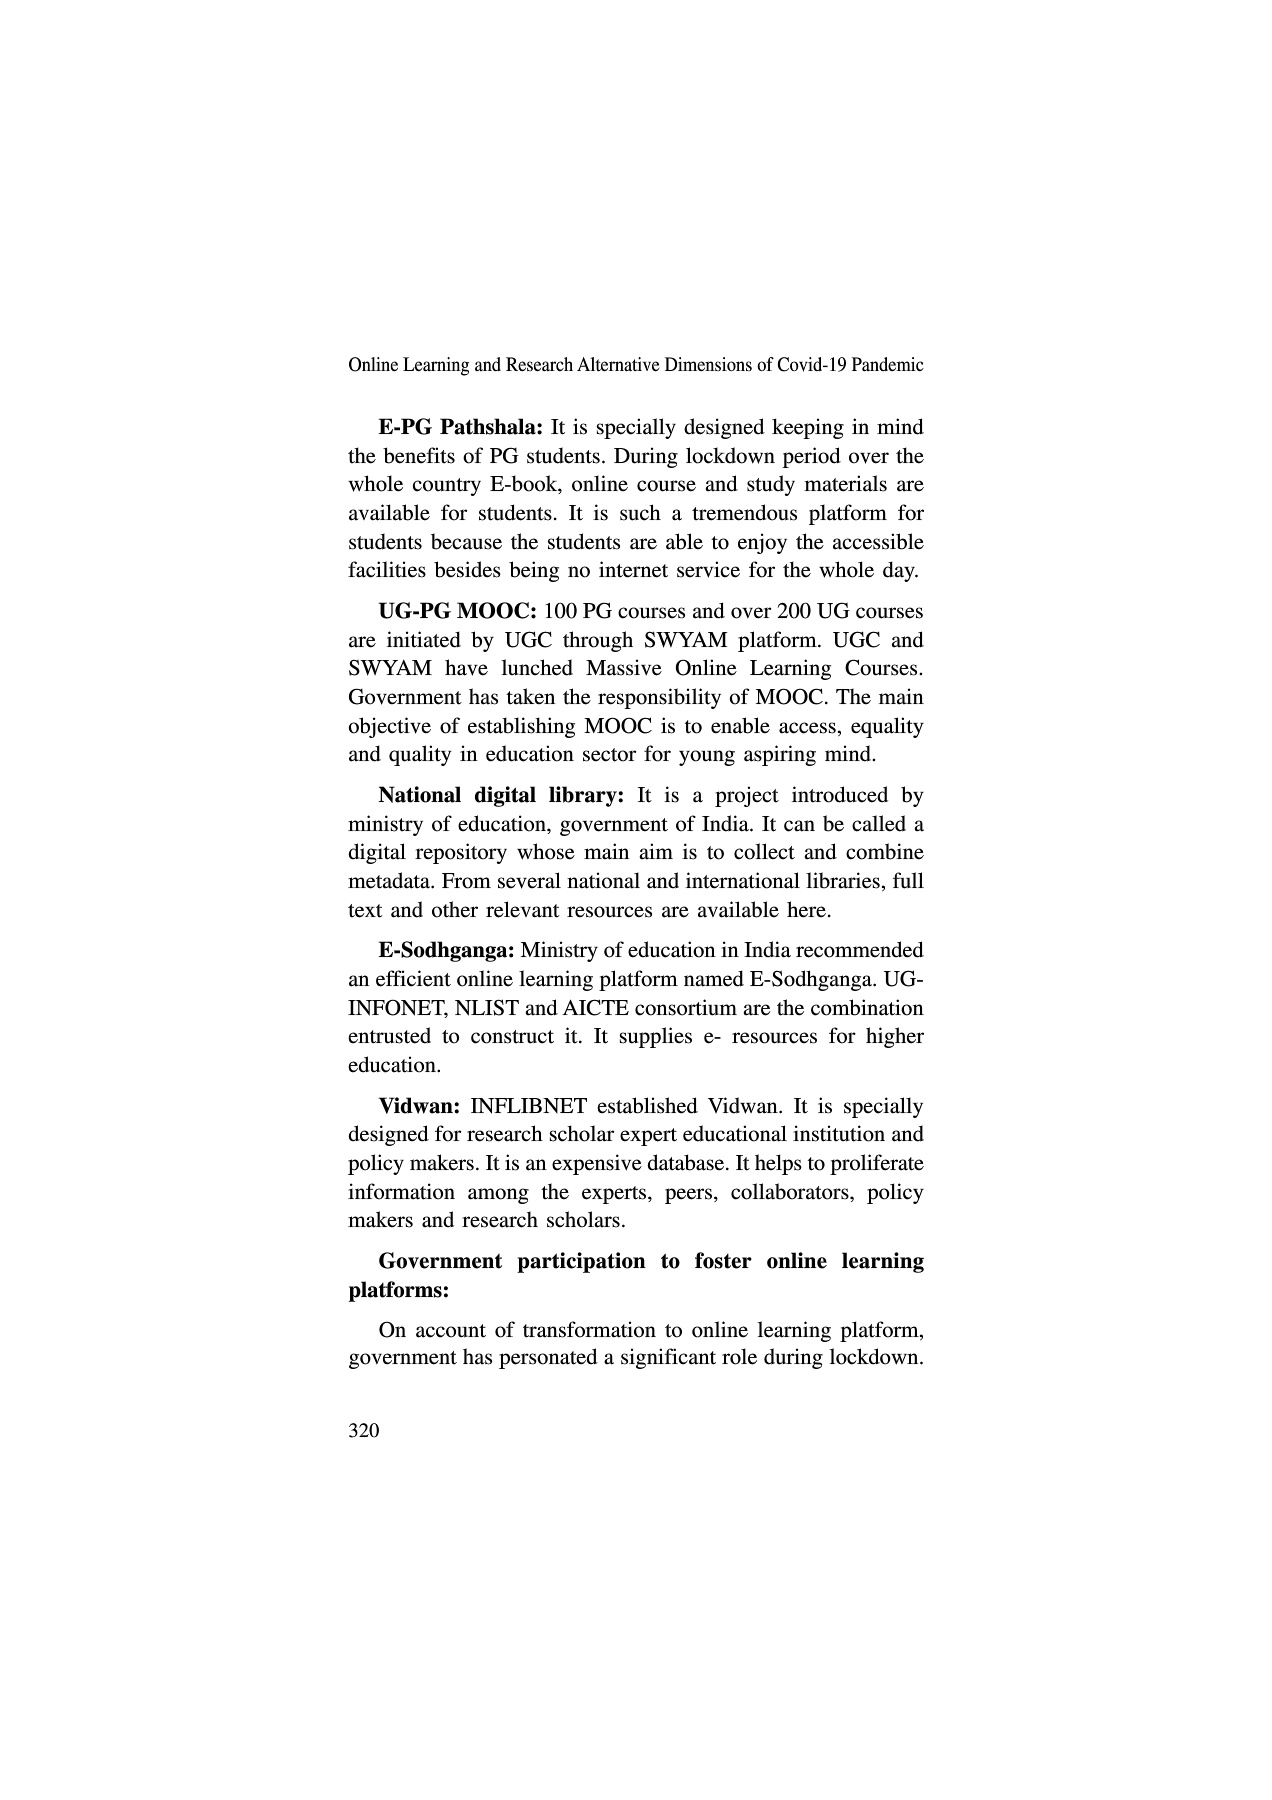 Online Learning and Research Alternative Dimensions of Covid-19 Pandemic
E-PG Pathshala: It is specially designed keeping in mind
the benefits of PG students. During lockdown period over the
whole country E-book, online course and study materials are
available for students. It is such a tremendous platform for
students because the students are able to enjoy the accessible
facilities besides being no internet service for the whole day.
UG-PG MOOC: 100 PG courses and over 200 UG courses
are initiated by UGC through SWYAM platform. UGC and
SWYAM have lunched Massive Online Learning Courses.
Government has taken the responsibility of MOOC. The main
objective of establishing MOOC is to enable access, equality
and quality in education sector for young aspiring mind.
National digital library: It is a project introduced by
ministry of education, government of India. It can be called a
digital repository whose main aim is to collect and combine
metadata. From several national and international libraries, full
text and other relevant resources are available here.
E-Sodhganga: Ministry of education in India recommended
an efficient online learning platform named E-Sodhganga. UG-
INFONET, NLIST and AICTE consortium are the combination
entrusted to construct it. It supplies e- resources for higher
education.
Vidwan: INFLIBNET established Vidwan. It is specially
designed for research scholar expert educational institution and
policy makers. It is an expensive database. It helps to proliferate
information among the experts, peers, collaborators, policy
makers and research scholars.
Government participation to foster online learning
platforms:
On account of transformation to online learning platform,
government has personated a significant role during lockdown.
320